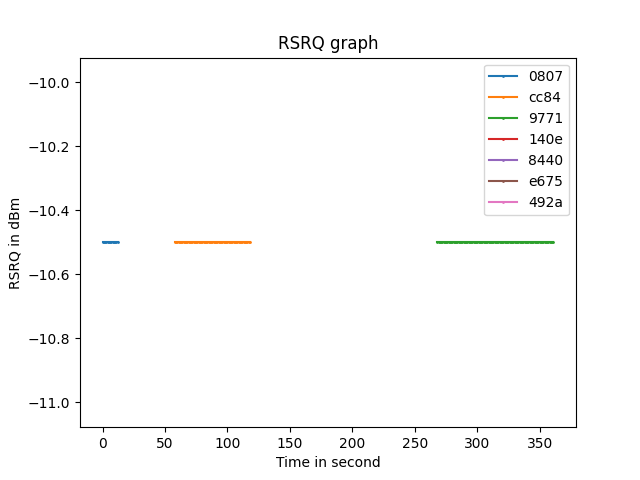 RSRQ graph
0807
cc84
9771
140e
8440
e675
492a
RSRQ in dBm
−10.0
−10.2
−10.4
−10.6
−10.8
−11.0
0 50 100 150 200 250 300 350
Time in second